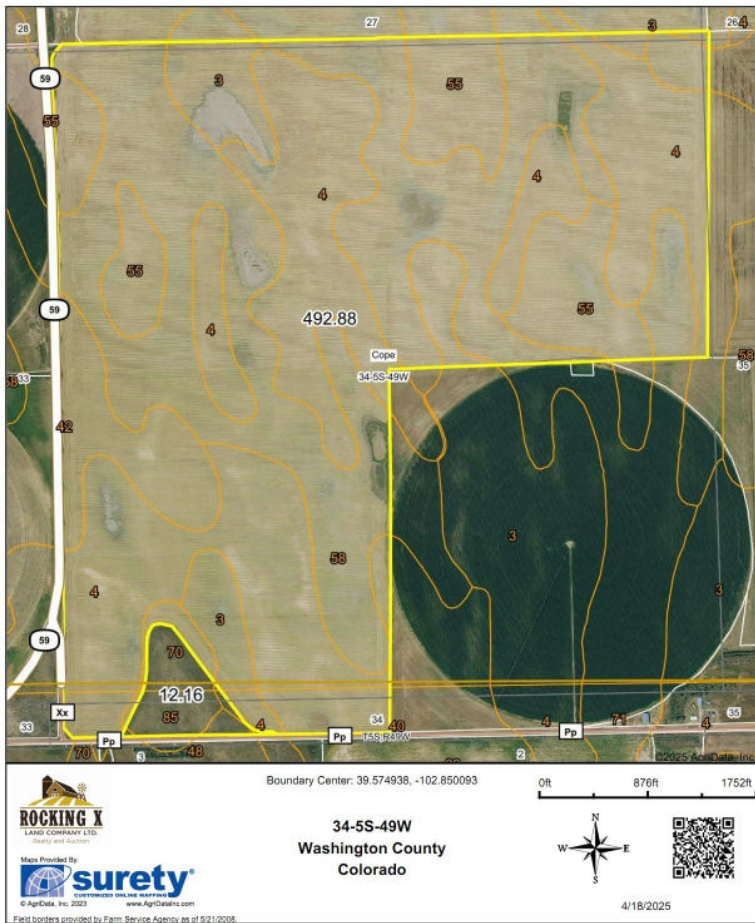 28
27
3
26
4
59
3
55
55
4
4
4
55
4
55
492.88
59
Cope
34-5S-49W
58
35
33
58
42
3
58
3
4
3
59
70
12.16
Xx
85
4
34
40
4
71
4
35
33
Pp
Pp
T5S R49W
Pp
70
3
48
2
©2025 AgriData, Inc
ROCKING X
LAND COMPANY LTD.
Realty and Auction
Maps Provided By:
surety
CUSTOMIZED ONLINE MAPPING
© AgriData, Inc. 2023 www.AgriDataInc.com
Field borders provided by Farm Service Agency as of 5/21/2008.
Boundary Center: 39.574938, -102.850093
34-5S-49W
Washington County
Colorado
0ft 876ft 1752ft
N
W E
S
4/18/2025